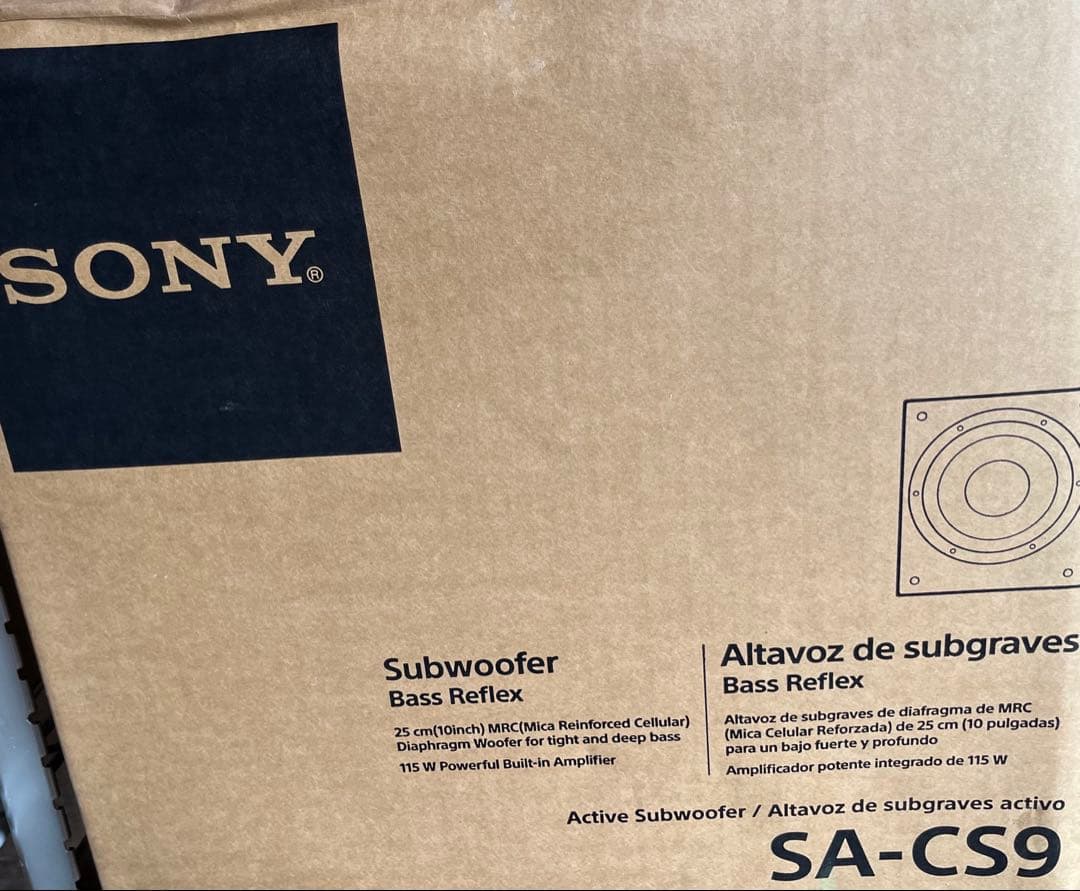 SONY®
Subwoofer
Bass Reflex
25 cm(10inch) MRC(Mica Reinforced Cellular)
Diaphragm Woofer for tight and deep bass
115 W Powerful Built-in Amplifier
Altavoz de subgraves
Bass Reflex
Altavoz de subgraves de diafragma de MRC
(Mica Celular Reforzada) de 25 cm (10 pulgadas)
para un bajo fuerte y profundo
Amplificador potente integrado de 115 W
Active Subwoofer / Altavoz de subgraves activo
SA-CS9